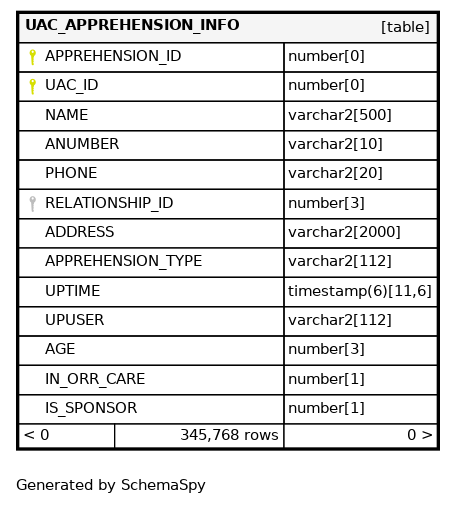 UAC_APPREHENSION_INFO [table]
APPREHENSION_ID number[0]
UAC_ID number[0]
NAME varchar2[500]
ANUMBER varchar2[10]
PHONE varchar2[20]
RELATIONSHIP_ID number[3]
ADDRESS varchar2[2000]
APPREHENSION_TYPE varchar2[112]
UPTIME timestamp(6)[11,6]
UPUSER varchar2[112]
AGE number[3]
IN_ORR_CARE number[1]
IS_SPONSOR number[1]
< 0 345,768 rows 0 >
Generated by SchemaSpy